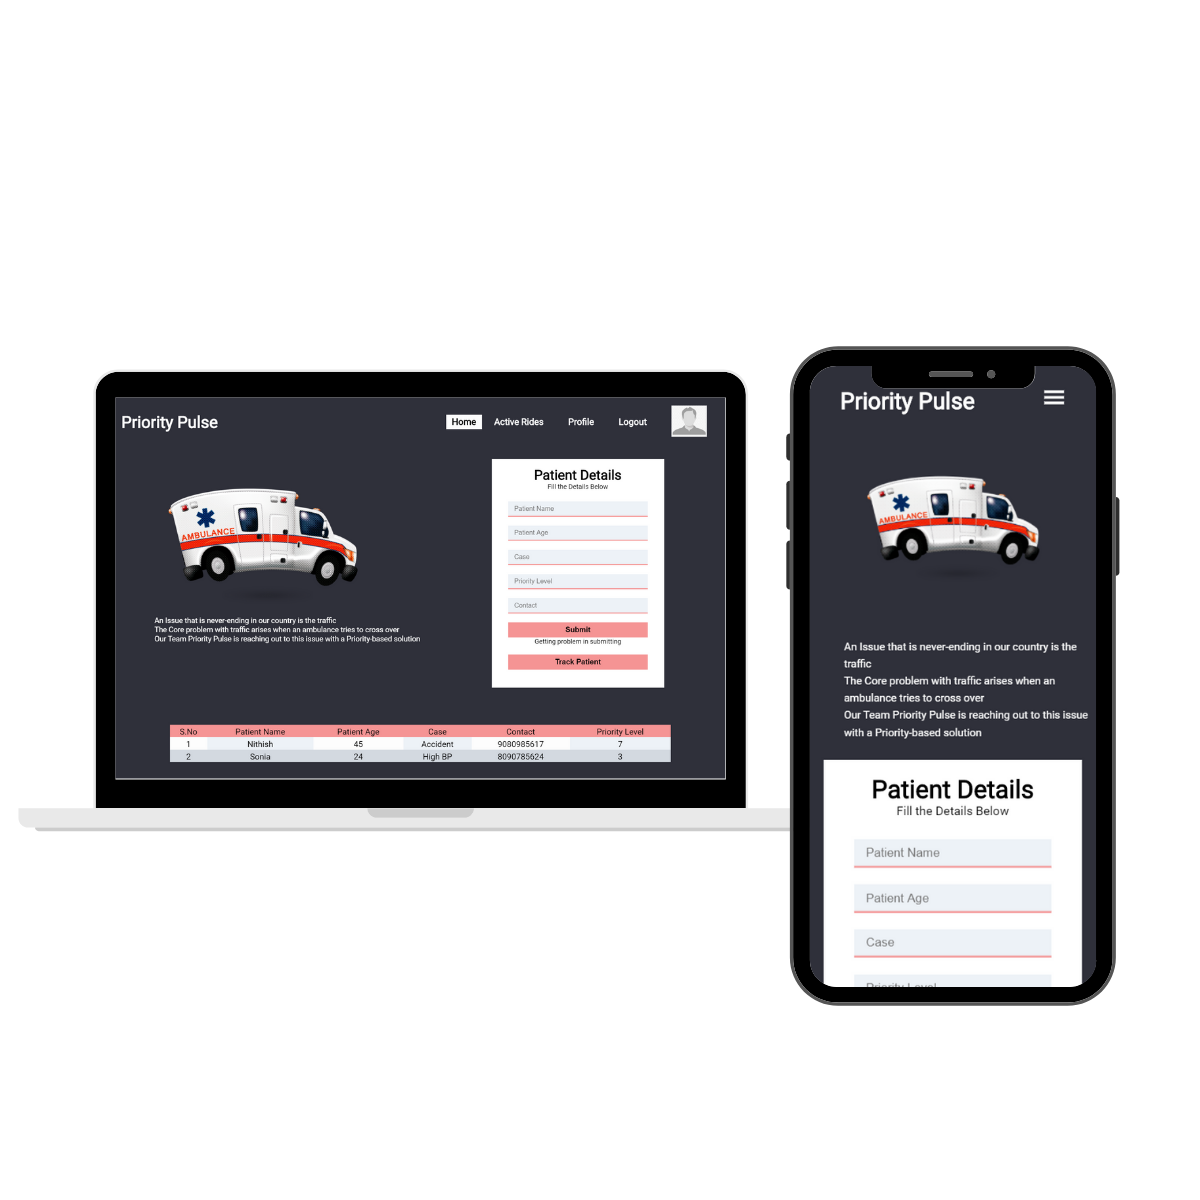 Priority Pulse
Home Active Rides Profile Logout
AMBULANCE
An Issue that is never-ending in our country is the traffic
The Core problem with traffic arises when an ambulance tries to cross over
Our Team Priority Pulse is reaching out to this issue with a Priority-based solution
Patient Details
Fill the Details Below
Patient Name
Patient Age
Case
Priority Level
Contact
Submit
Getting problem in submitting
Track Patient
S.No Patient Name Patient Age Case Contact Priority Level
1 Nithish 45 Accident 9080985617 7
2 Sonia 24 High BP 8090785624 3
Priority Pulse
AMBULANCE
An Issue that is never-ending in our country is the
traffic
The Core problem with traffic arises when an
ambulance tries to cross over
Our Team Priority Pulse is reaching out to this issue
with a Priority-based solution
Patient Details
Fill the Details Below
Patient Name
Patient Age
Case
Priority Level